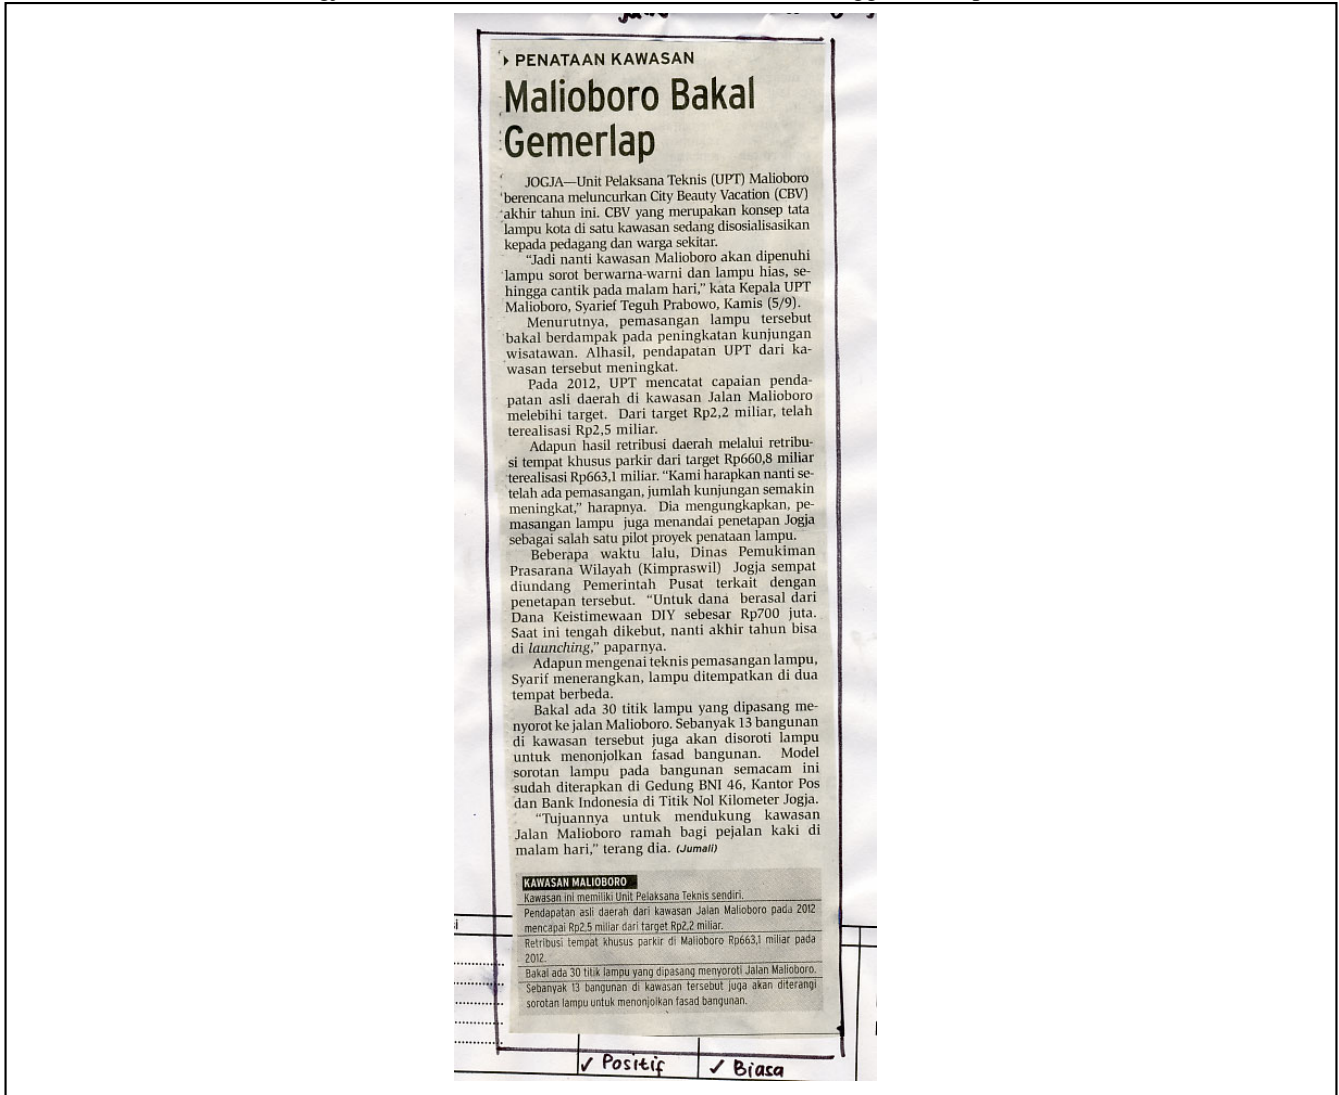 PENATAAN KAWASAN
Malioboro Bakal
Gemerlap
JOGJA—Unit Pelaksana Teknis (UPT) Malioboro
berencana meluncurkan City Beauty Vacation (CBV)
akhir tahun ini. CBV yang merupakan konsep tata
lampu kota di satu kawasan sedang disosialisasikan
kepada pedagang dan warga sekitar.
“Jadi nanti kawasan Malioboro akan dipenuhi
lampu sorot berwarna-warni dan lampu hias, se-
hingga cantik pada malam hari,” kata Kepala UPT
Malioboro, Syarief Teguh Prabowo, Kamis (5/9).
Menurutnya, pemasangan lampu tersebut
bakal berdampak pada peningkatan kunjungan
wisatawan. Alhasil, pendapatan UPT dari ka-
wasan tersebut meningkat.
Pada 2012, UPT mencatat capaian penda-
patan asli daerah di kawasan Jalan Malioboro
melebihi target. Dari target Rp2,2 miliar, telah
terealisasi Rp2,5 miliar.
Adapun hasil retribusi daerah melalui retribu-
si tempat khusus parkir dari target Rp660,8 miliar
terealisasi Rp663,1 miliar. “Kami harapkan nanti se-
telah ada pemasangan, jumlah kunjungan semakin
meningkat,” harapnya. Dia mengungkapkan, pe-
masangan lampu juga menandai penetapan Jogja
sebagai salah satu pilot proyek penataan lampu.
Beberapa waktu lalu, Dinas Pemukiman
Prasarana Wilayah (Kimpraswil) Jogja sempat
diundang Pemerintah Pusat terkait dengan
penetapan tersebut. “Untuk dana berasal dari
Dana Keistimewaan DIY sebesar Rp700 juta.
Saat ini tengah dikebut, nanti akhir tahun bisa
di launching,” paparnya.
Adapun mengenai teknis pemasangan lampu,
Syarif menerangkan, lampu ditempatkan di dua
tempat berbeda.
Bakal ada 30 titik lampu yang dipasang me-
nyorot ke jalan Malioboro. Sebanyak 13 bangunan
di kawasan tersebut juga akan disoroti lampu
untuk menonjolkan fasad bangunan. Model
sorotan lampu pada bangunan semacam ini
sudah diterapkan di Gedung BNI 46, Kantor Pos
dan Bank Indonesia di Titik Nol Kilometer Jogja.
“Tujuannya untuk mendukung kawasan
Jalan Malioboro ramah bagi pejalan kaki di
malam hari,” terang dia. (Jumali)
KAWASAN MALIOBORO
Kawasan ini memiliki Unit Pelaksana Teknis sendiri.
Pendapatan asli daerah dari kawasan Jalan Malioboro pada 2012
mencapai Rp2,5 miliar dari target Rp2,2 miliar.
Retribusi tempat khusus parkir di Malioboro Rp663,1 miliar pada
2012.
Bakal ada 30 titik lampu yang dipasang menyoroti Jalan Malioboro.
Sebanyak 13 bangunan di kawasan tersebut juga akan diterangi
sorotan lampu untuk menonjolkan fasad bangunan.
✓ Positif ✓ Biasa